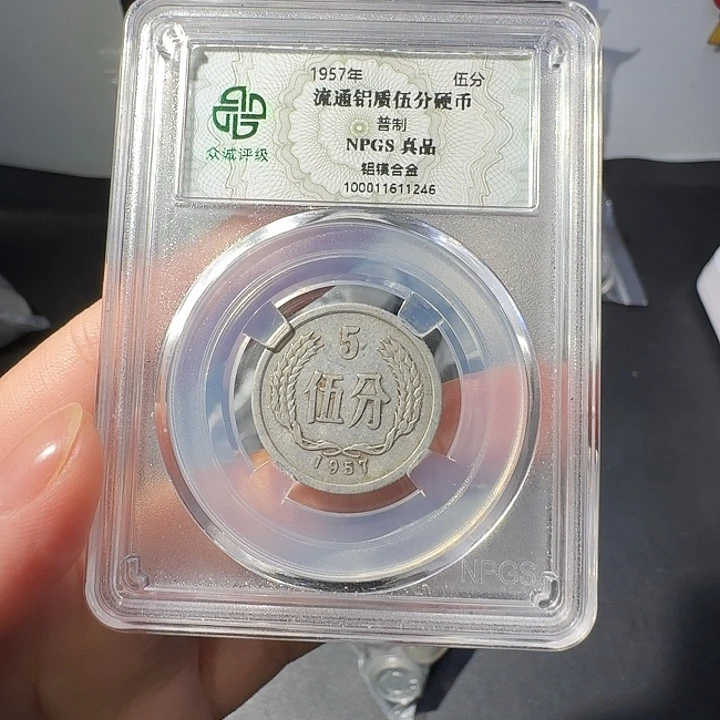 1957年 伍分
流通铝质伍分硬币
普制
NPGS 真品
铝镁合金
100011611246
众诚评级
5
伍分
1957
NPGS